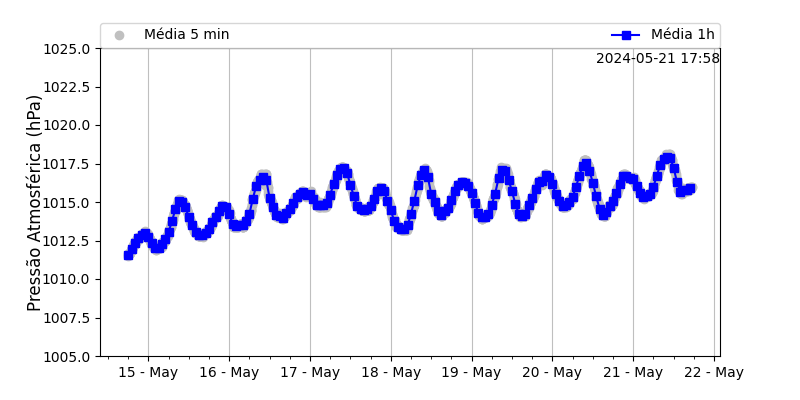 Média 5 min
Média 1h
2024-05-21 17:58
Pressão Atmosférica (hPa)
1025.0
1022.5
1020.0
1017.5
1015.0
1012.5
1010.0
1007.5
1005.0
15 - May
16 - May
17 - May
18 - May
19 - May
20 - May
21 - May
22 - May